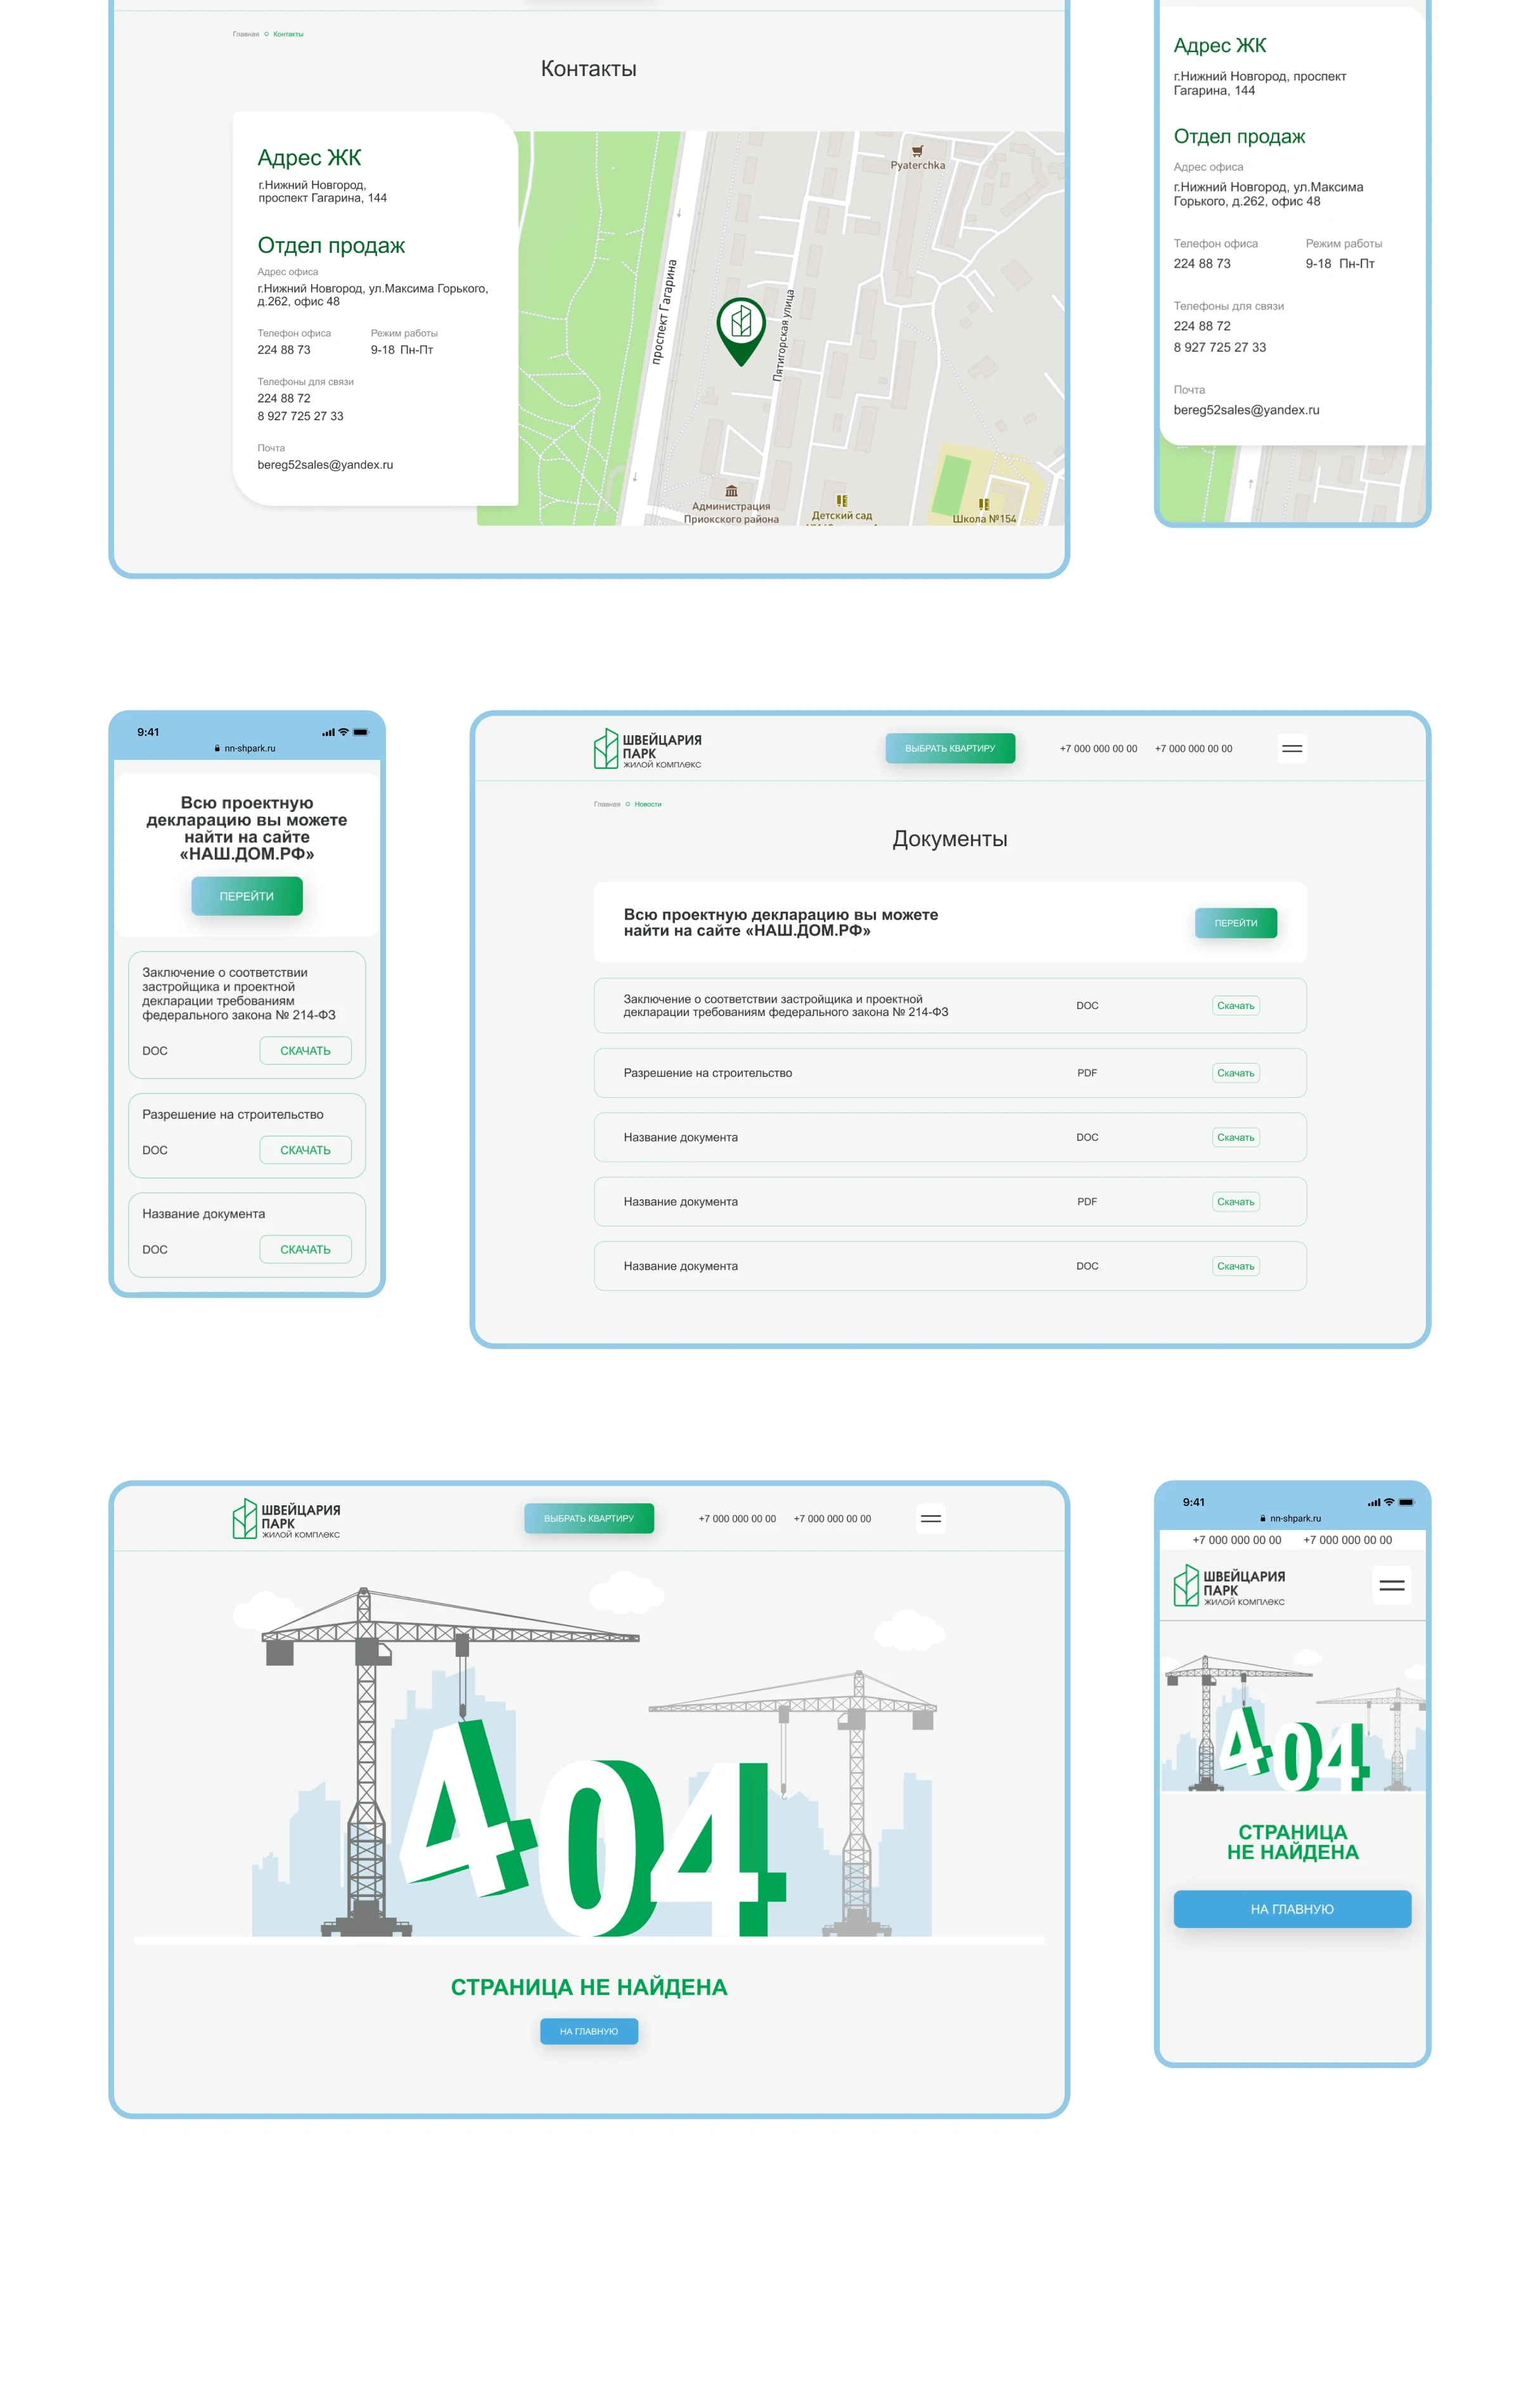 Главная Контакты
Контакты
Адрес ЖК
г.Нижний Новгород,
проспект Гагарина, 144
Отдел продаж
Адрес офиса
г.Нижний Новгород, ул.Максима Горького,
д.262, офис 48
Телефон офиса Режим работы
224 88 73 9-18 Пн-Пт
Телефоны для связи
224 88 72
8 927 725 27 33
Почта
bereg52sales@yandex.ru
Pyaterchka
проспект Гагарина
Пятигорская улица
Администрация
Приокского района
Детский сад
Школа №154
Адрес ЖК
г.Нижний Новгород, проспект
Гагарина, 144
Отдел продаж
Адрес офиса
г.Нижний Новгород, ул.Максима
Горького, д.262, офис 48
Телефон офиса Режим работы
224 88 73 9-18 Пн-Пт
Телефоны для связи
224 88 72
8 927 725 27 33
Почта
bereg52sales@yandex.ru
9:41
nn-shpark.ru
Всю проектную
декларацию вы можете
найти на сайте
«НАШ.ДОМ.РФ»
ПЕРЕЙТИ
Заключение о соответствии
застройщика и проектной
декларации требованиям
федерального закона № 214-ФЗ
DOC СКАЧАТЬ
Разрешение на строительство
DOC СКАЧАТЬ
Название документа
DOC СКАЧАТЬ
ШВЕЙЦАРИЯ
ПАРК
ЖИЛОЙ КОМПЛЕКС
ВЫБРАТЬ КВАРТИРУ
+7 000 000 00 00 +7 000 000 00 00
Главная Новости
Документы
Всю проектную декларацию вы можете
найти на сайте «НАШ.ДОМ.РФ»
ПЕРЕЙТИ
Заключение о соответствии застройщика и проектной
декларации требованиям федерального закона № 214-ФЗ
DOC Скачать
Разрешение на строительство PDF Скачать
Название документа DOC Скачать
Название документа PDF Скачать
Название документа DOC Скачать
ШВЕЙЦАРИЯ
ПАРК
ЖИЛОЙ КОМПЛЕКС
ВЫБРАТЬ КВАРТИРУ
+7 000 000 00 00 +7 000 000 00 00
404
СТРАНИЦА НЕ НАЙДЕНА
НА ГЛАВНУЮ
9:41
nn-shpark.ru
+7 000 000 00 00 +7 000 000 00 00
ШВЕЙЦАРИЯ
ПАРК
ЖИЛОЙ КОМПЛЕКС
404
СТРАНИЦА
НЕ НАЙДЕНА
НА ГЛАВНУЮ